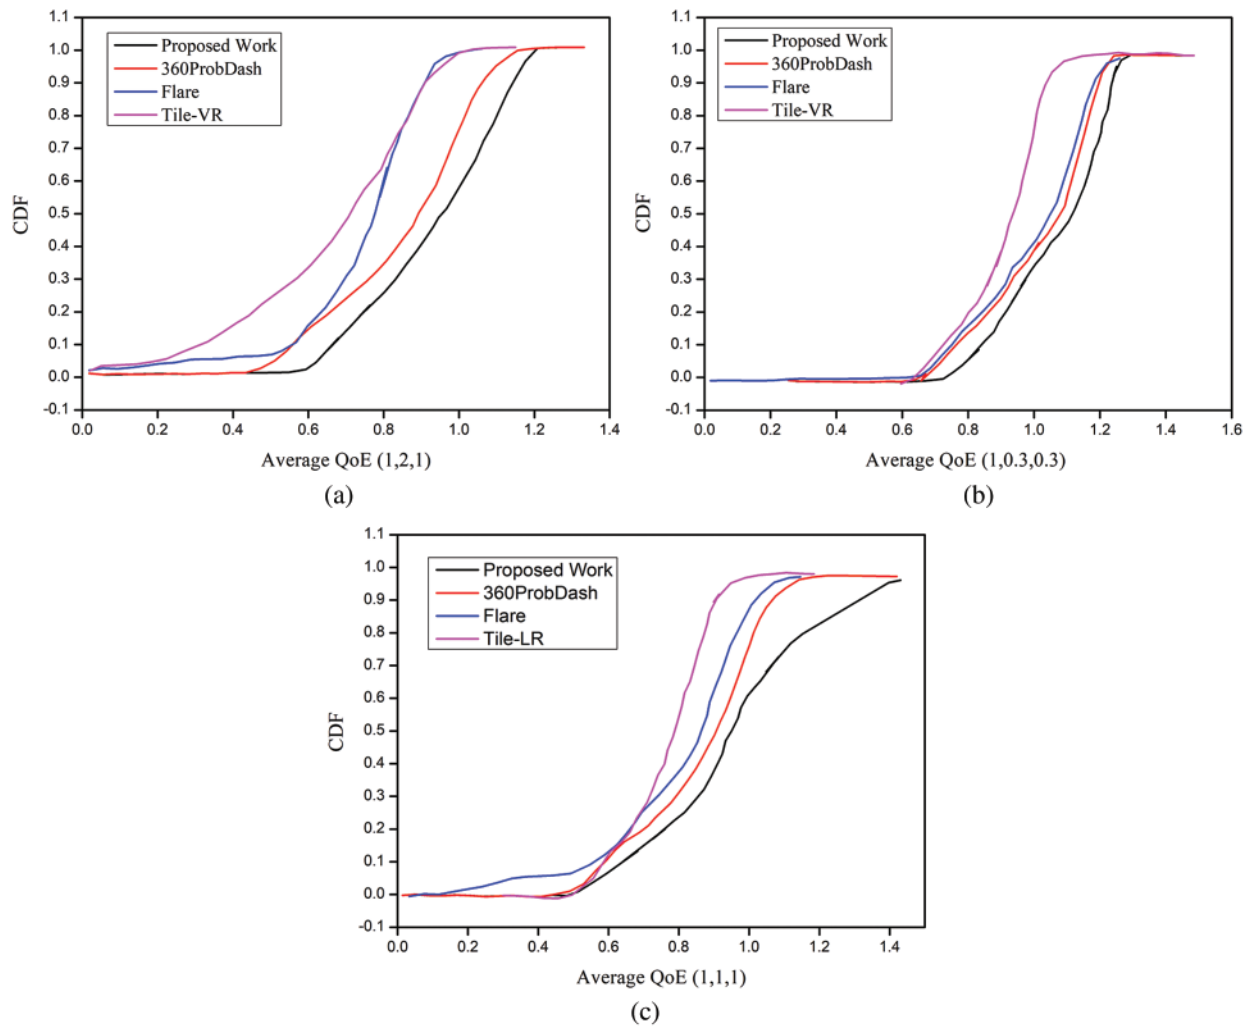 1.1
1.0
0.9
0.8
0.7
0.6
0.5
0.4
0.3
0.2
0.1
0.0
-0.1
CDF
Proposed Work
360ProbDash
Flare
Tile-VR
0.0 0.2 0.4 0.6 0.8 1.0 1.2 1.4
Average QoE (1,2,1)
(a)
1.1
1.0
0.9
0.8
0.7
0.6
0.5
0.4
0.3
0.2
0.1
0.0
-0.1
CDF
Proposed Work
360ProbDash
Flare
Tile-VR
0.0 0.2 0.4 0.6 0.8 1.0 1.2 1.4 1.6
Average QoE (1,0.3,0.3)
(b)
1.1
1.0
0.9
0.8
0.7
0.6
0.5
0.4
0.3
0.2
0.1
0.0
-0.1
CDF
Proposed Work
360ProbDash
Flare
Tile-LR
0.0 0.2 0.4 0.6 0.8 1.0 1.2 1.4
Average QoE (1,1,1)
(c)